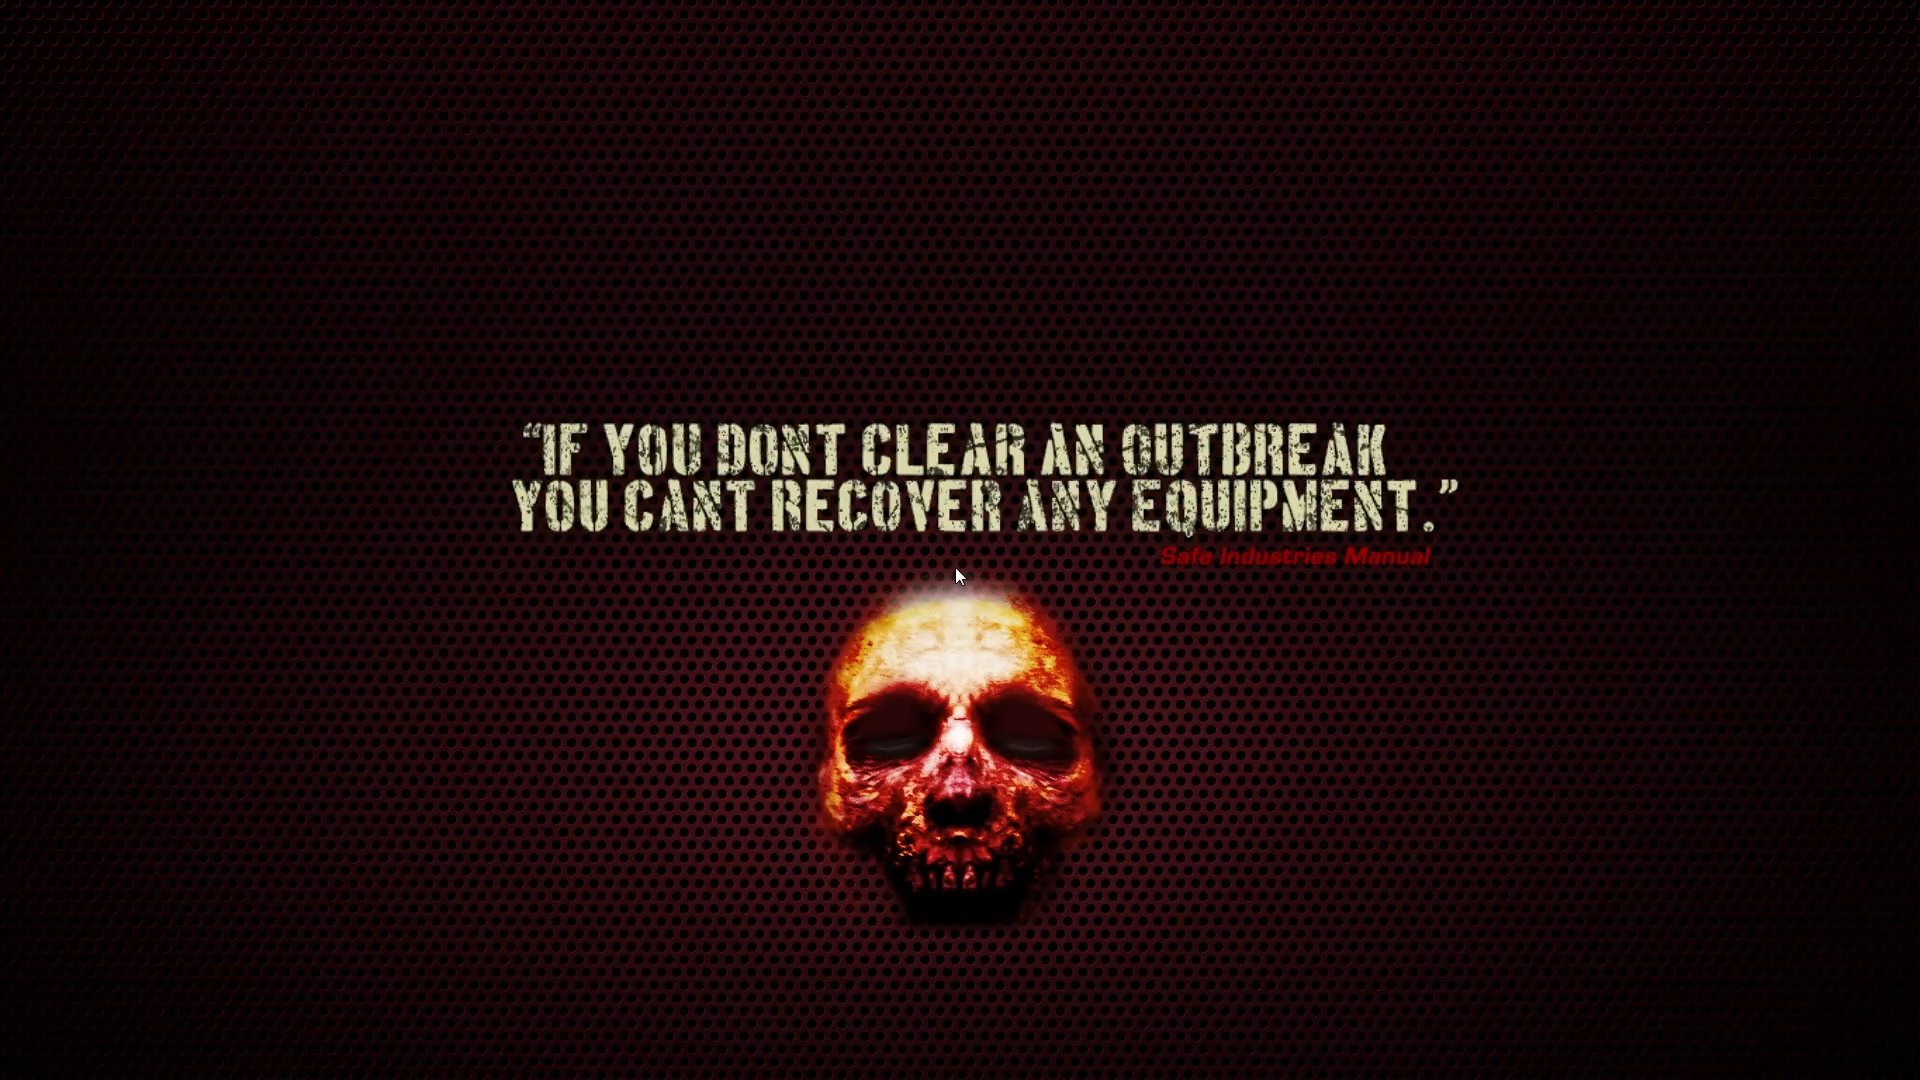 “IF YOU DONT CLEAR AN OUTBREAK
YOU CANT RECOVER ANY EQUIPMENT.”
Safe Industries Manual